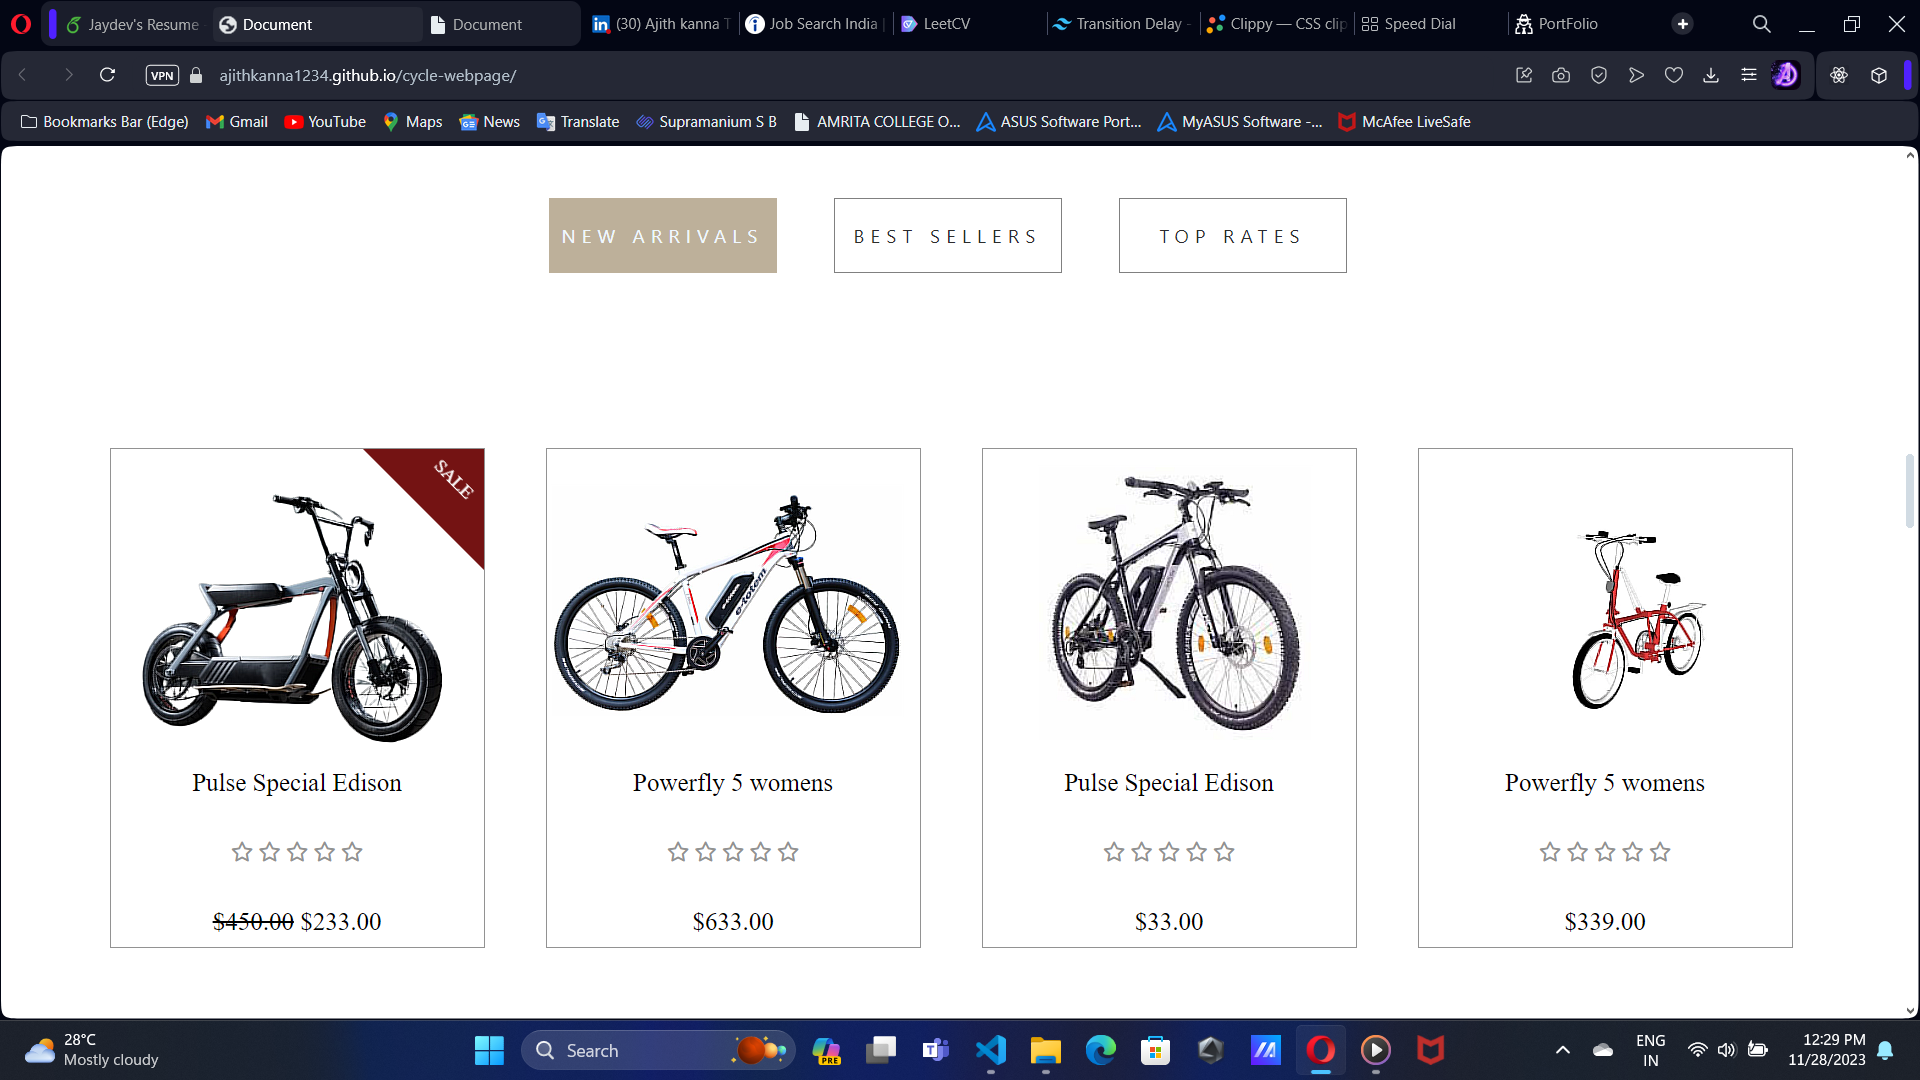 Jaydev's Resume
Document
Document
(30) Ajith kanna
Job Search India
LeetCV
Transition Delay -
Clippy — CSS clip
Speed Dial
PortFolio
VPN
ajithkanna1234.github.io/cycle-webpage/
Bookmarks Bar (Edge)
Gmail
YouTube
Maps
News
Translate
Supramanium S B
AMRITA COLLEGE O...
ASUS Software Port...
MyASUS Software -...
McAfee LiveSafe
NEW ARRIVALS
BEST SELLERS
TOP RATES
SALE
e-totem
Pulse Special Edison
Powerfly 5 womens
Pulse Special Edison
Powerfly 5 womens
$450.00 $233.00
$633.00
$33.00
$339.00
28°C
Mostly cloudy
Search
PRE
ENG
IN
12:29 PM
11/28/2023